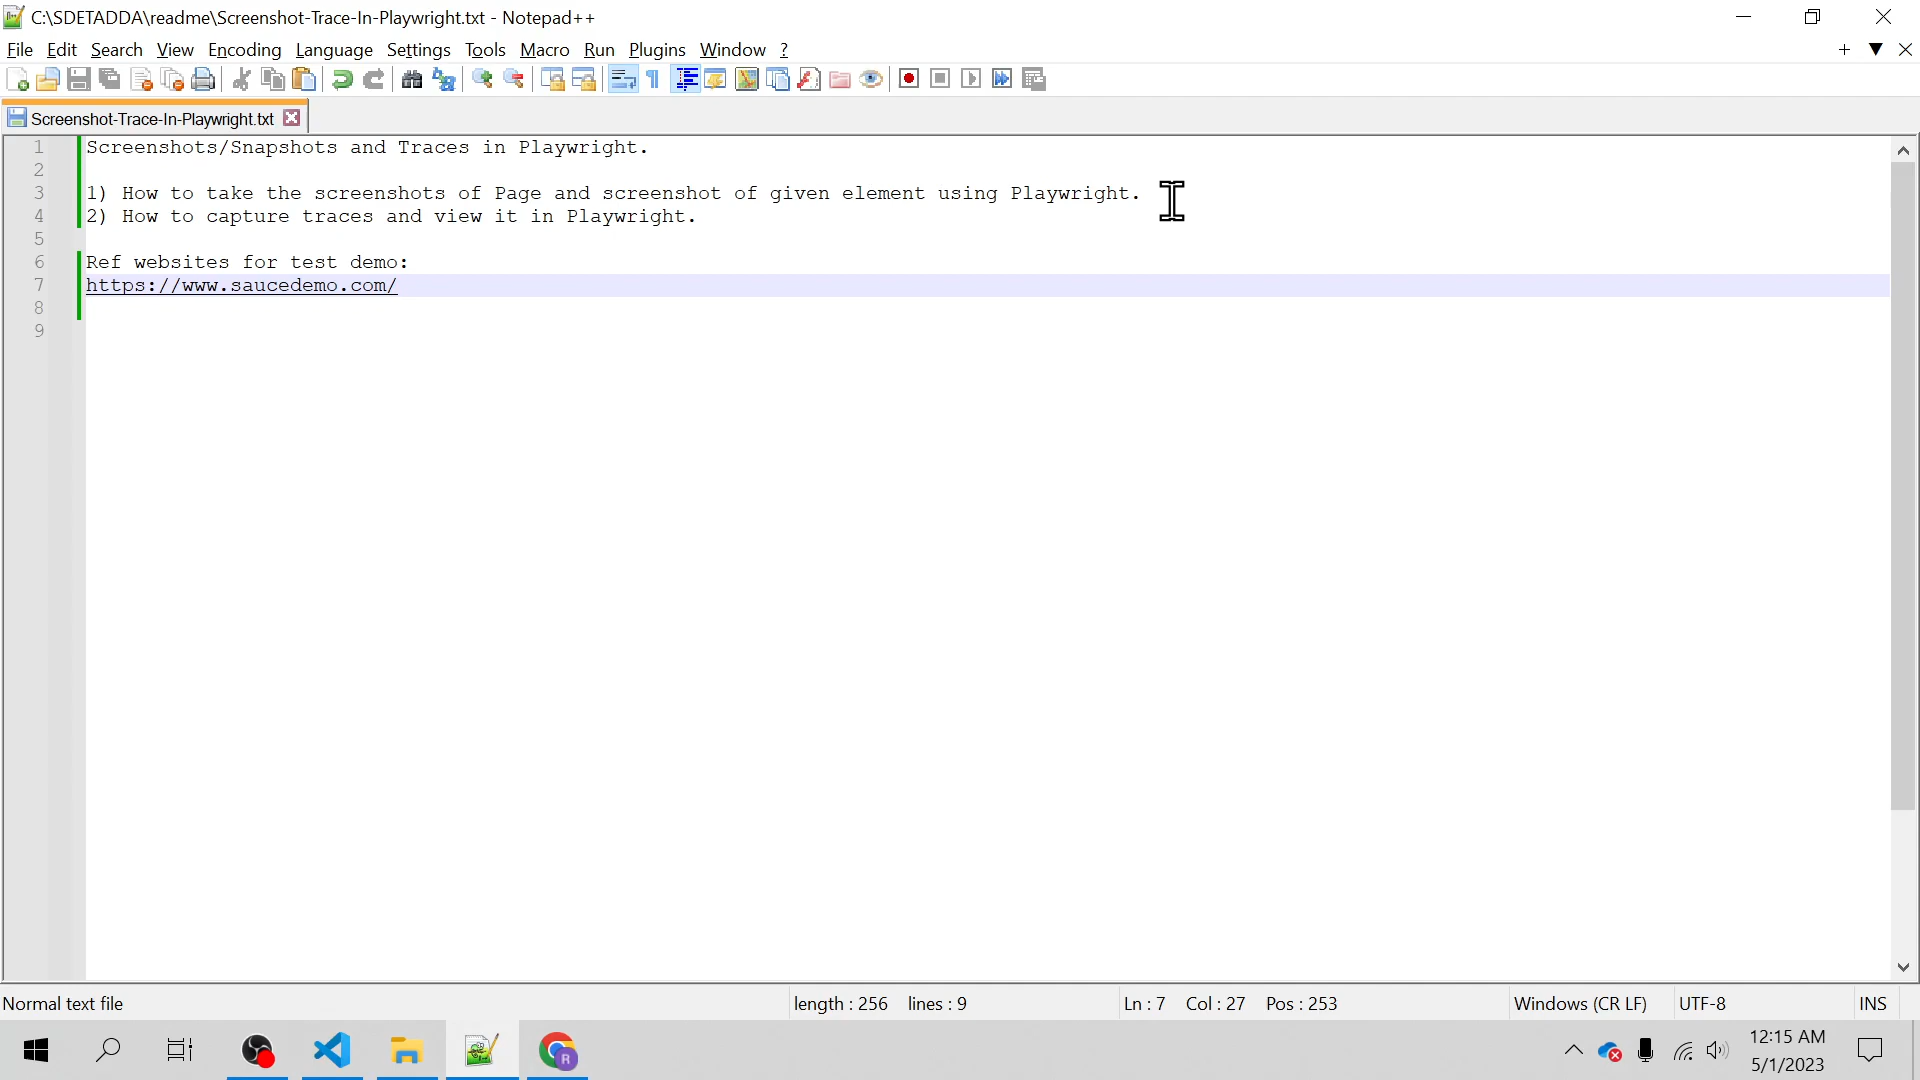 C:\SDETADDA\readme\Screenshot-Trace-In-Playwright.txt - Notepad++
File Edit Search View Encoding Language Settings Tools Macro Run Plugins Window ?
Screenshot-Trace-In-Playwright.txt
1 Screenshots/Snapshots and Traces in Playwright.
2
3 1) How to take the screenshots of Page and screenshot of given element using Playwright.
4 2) How to capture traces and view it in Playwright.
5
6 Ref websites for test demo:
7 https://www.saucedemo.com/
8
9
Normal text file length : 256 lines : 9 Ln : 7 Col : 27 Pos : 253 Windows (CR LF) UTF-8 INS
R
12:15 AM
5/1/2023